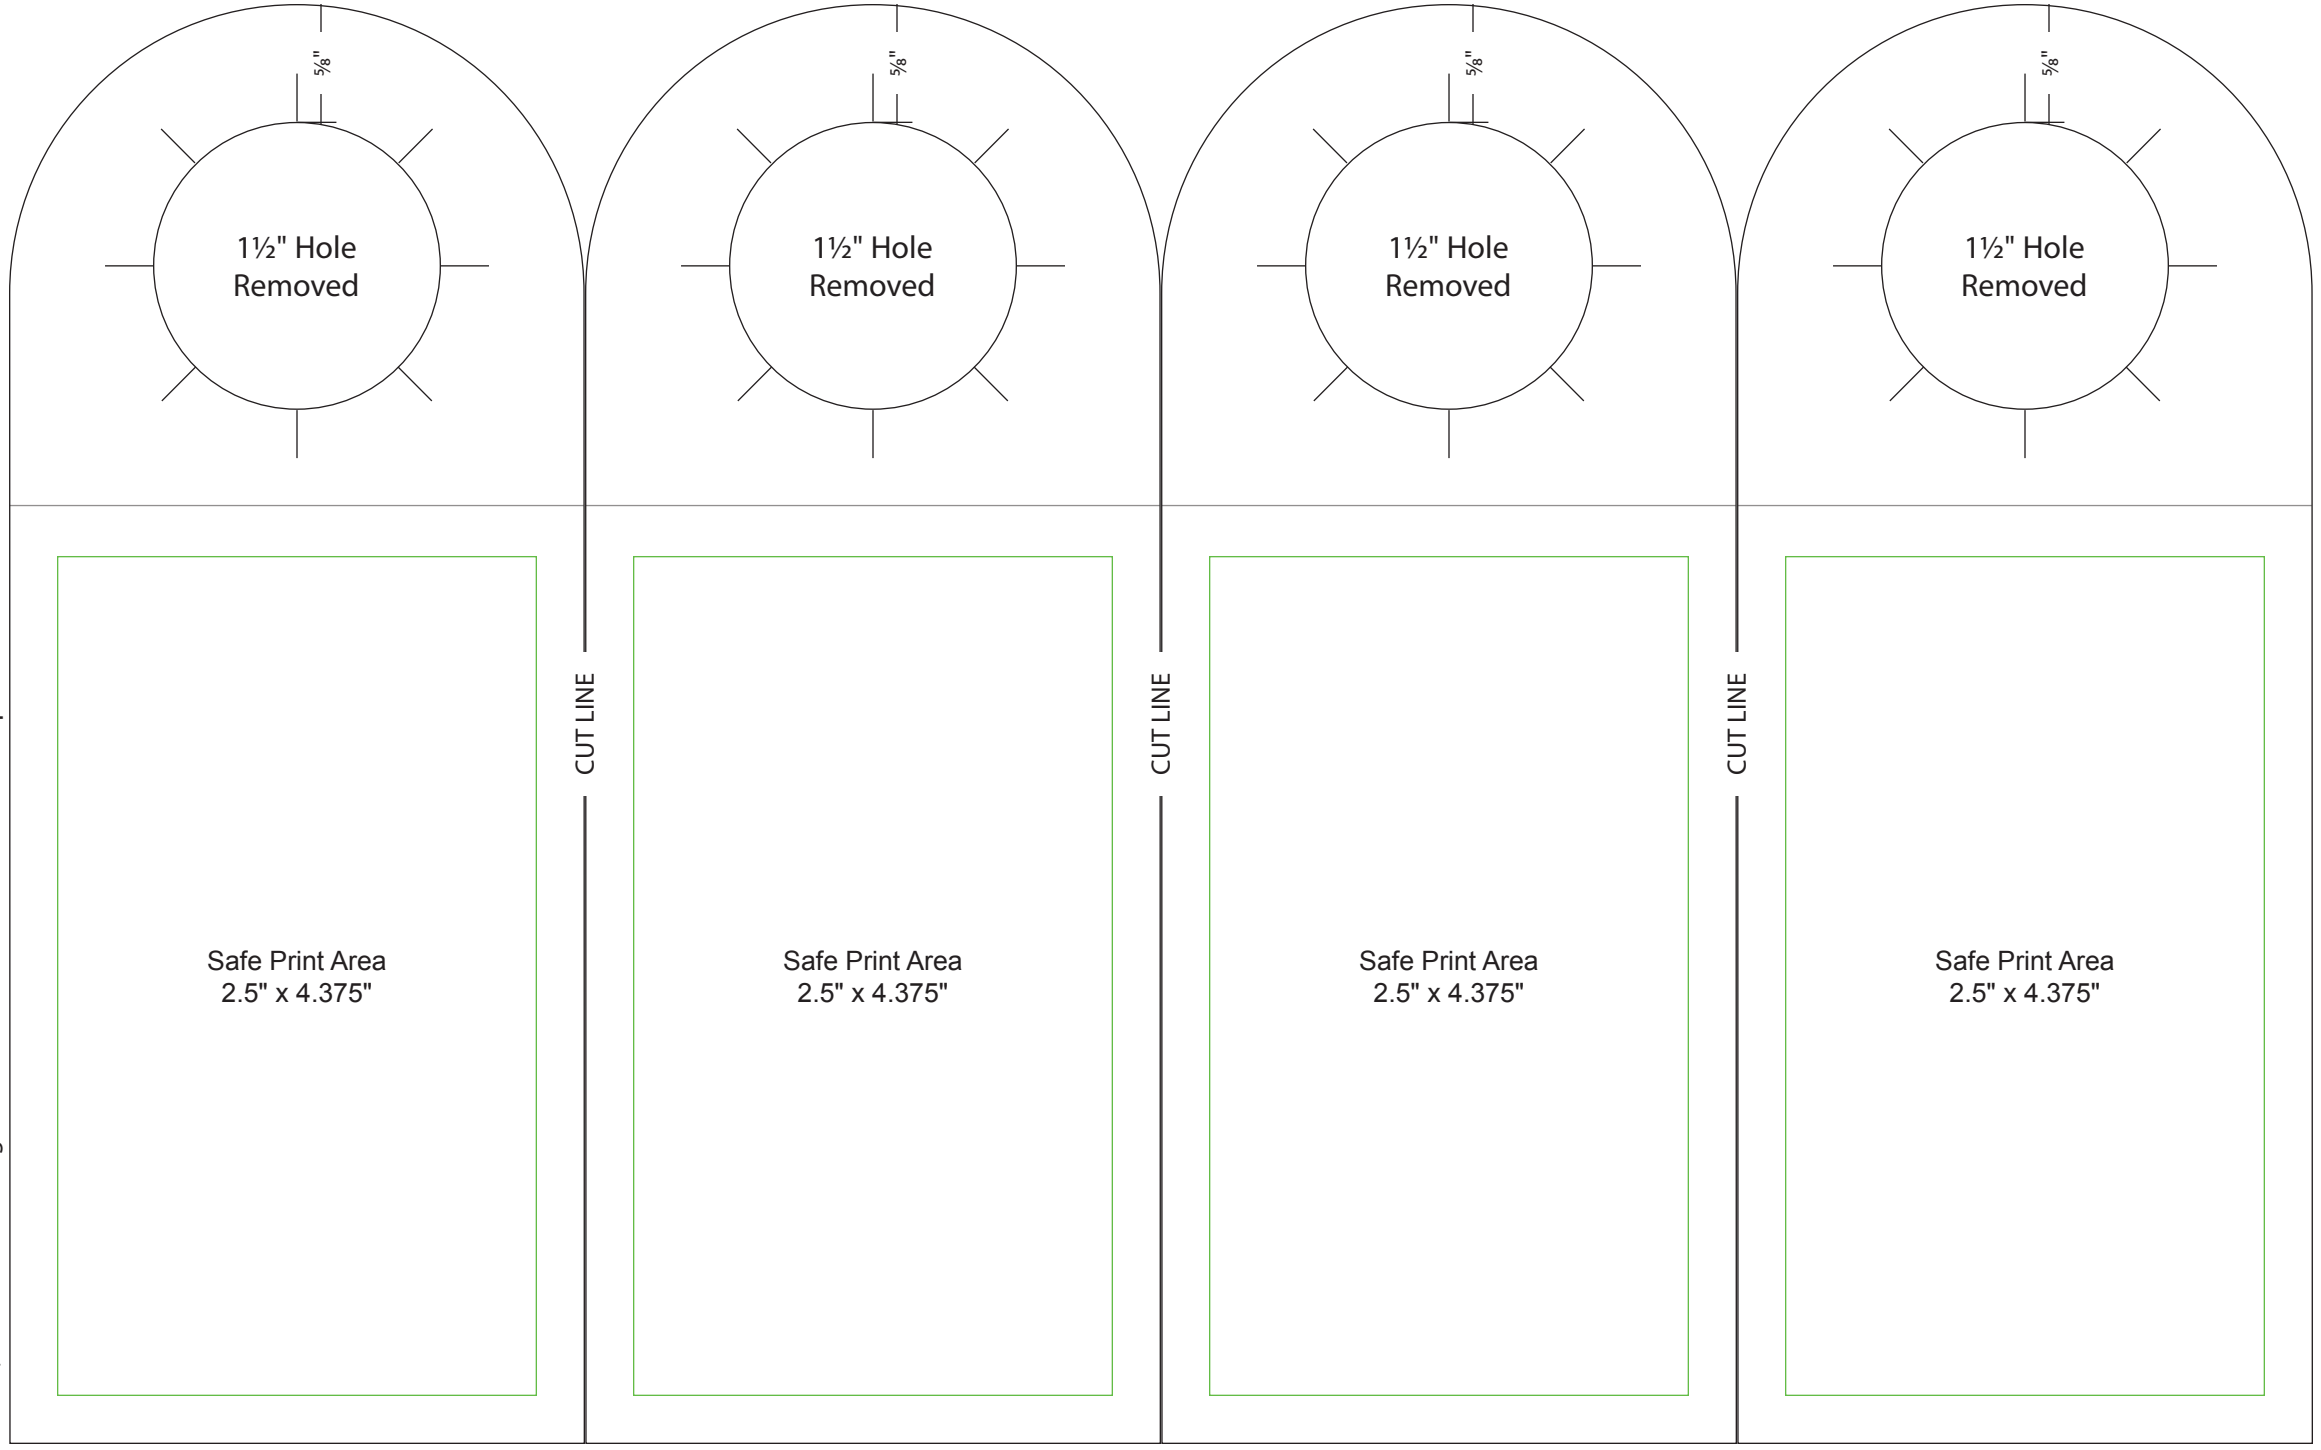 ⅝"
⅝"
⅝"
⅝"
1½" Hole
Removed
1½" Hole
Removed
1½" Hole
Removed
1½" Hole
Removed
CUT LINE
CUT LINE
CUT LINE
Safe Print Area
2.5" x 4.375"
Safe Print Area
2.5" x 4.375"
Safe Print Area
2.5" x 4.375"
Safe Print Area
2.5" x 4.375"